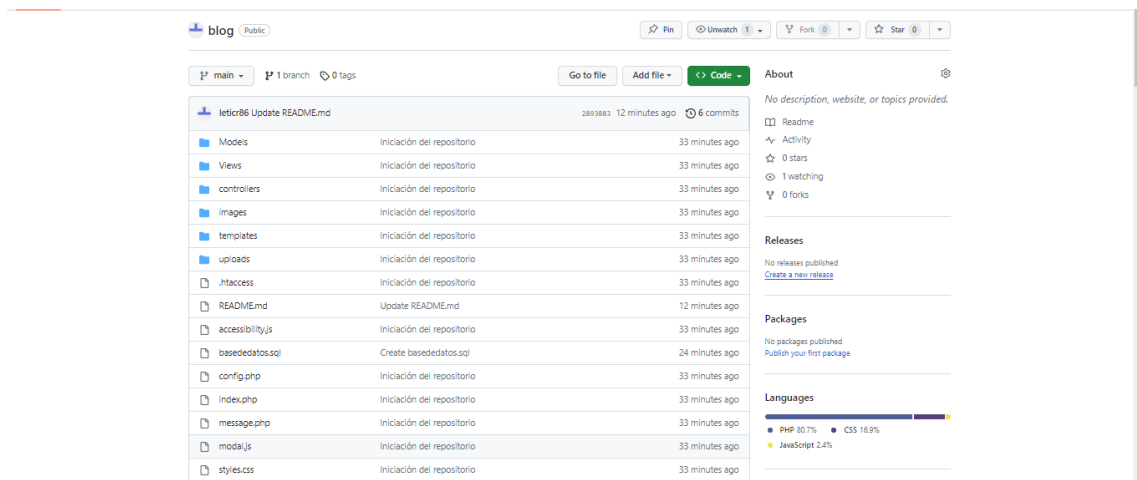 blog Public
Pin
Unwatch 1
Fork 0
Star 0
main
1 branch
0 tags
Go to file
Add file
<> Code
leticr86 Update README.md
2893883 12 minutes ago
6 commits
Models Iniciación del repositorio 33 minutes ago
Views Iniciación del repositorio 33 minutes ago
controllers Iniciación del repositorio 33 minutes ago
images Iniciación del repositorio 33 minutes ago
templates Iniciación del repositorio 33 minutes ago
uploads Iniciación del repositorio 33 minutes ago
.htaccess Iniciación del repositorio 33 minutes ago
README.md Update README.md 12 minutes ago
accessibility.js Iniciación del repositorio 33 minutes ago
basededatos.sql Create basededatos.sql 24 minutes ago
config.php Iniciación del repositorio 33 minutes ago
index.php Iniciación del repositorio 33 minutes ago
message.php Iniciación del repositorio 33 minutes ago
modal.js Iniciación del repositorio 33 minutes ago
styles.css Iniciación del repositorio 33 minutes ago
About
No description, website, or topics provided.
Readme
Activity
0 stars
1 watching
0 forks
Releases
No releases published
Create a new release
Packages
No packages published
Publish your first package
Languages
PHP 80.7% CSS 16.9%
JavaScript 2.4%